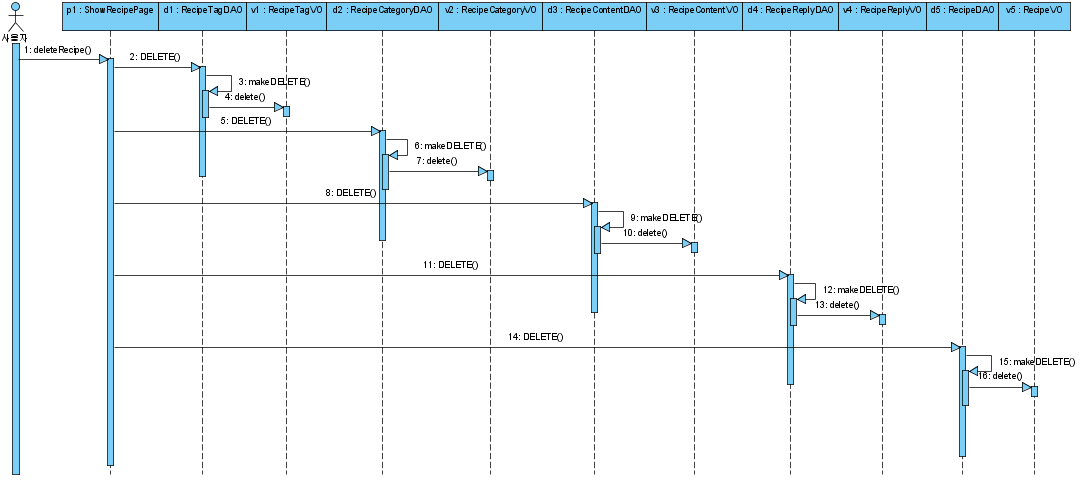 p1 : ShowRecipePage
d1 : RecipeTagDAO
v1 : RecipeTagVO
d2 : RecipeCategoryDAO
v2 : RecipeCategoryVO
d3 : RecipeContentDAO
v3 : RecipeContentVO
d4 : RecipeReplyDAO
v4 : RecipeReplyVO
d5 : RecipeDAO
v5 : RecipeVO
사용자
1: deleteRecipe()
2: DELETE()
3: makeDELETE()
4: delete()
5: DELETE()
6: makeDELETE()
7: delete()
8: DELETE()
9: makeDELETE()
10: delete()
11: DELETE()
12: makeDELETE()
13: delete()
14: DELETE()
15: makeDELETE()
16: delete()